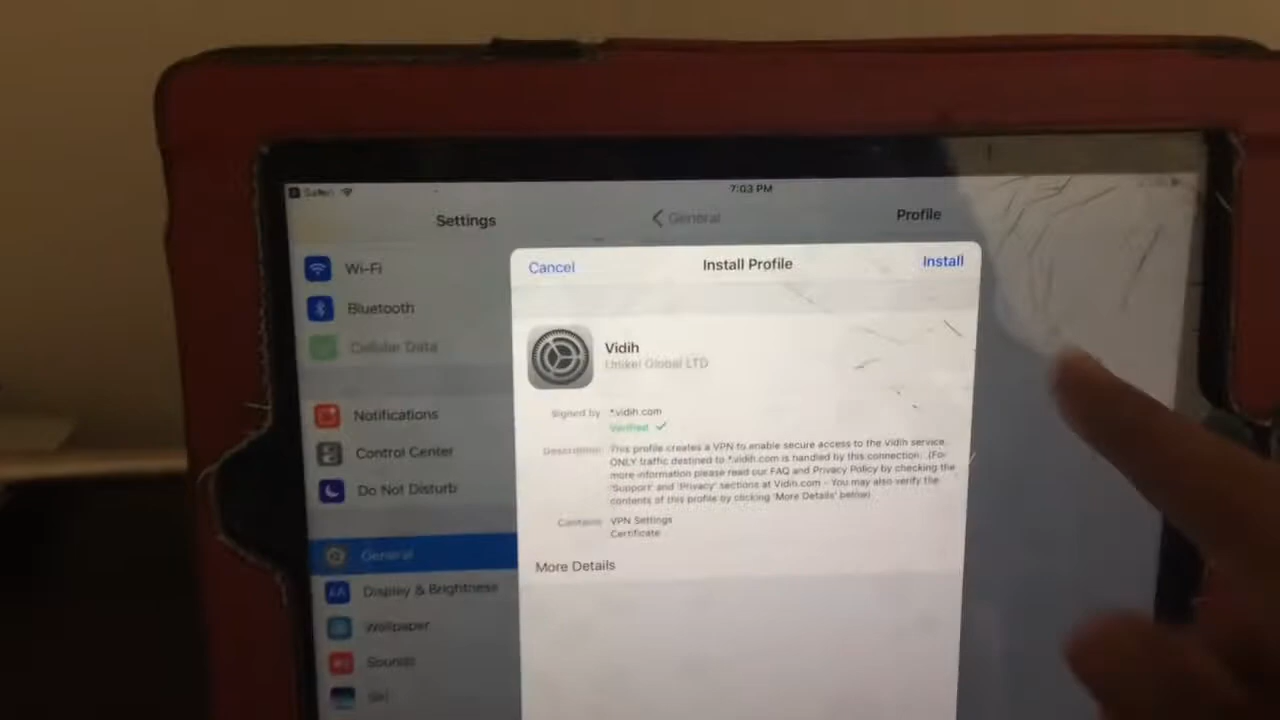 Safari
7:03 PM
Settings
General
Profile
Wi-Fi
Bluetooth
Cellular Data
Notifications
Control Center
Do Not Disturb
General
Display & Brightness
Wallpaper
Sounds
Siri
Cancel
Install Profile
Install
Vidih
Unikel Global LTD
Signed by *.vidih.com
Verified ✓
Description This profile creates a VPN to enable secure access to the Vidih service.
ONLY traffic destined to *.vidih.com is handled by this connection. (For
more information please read our FAQ and Privacy Policy by checking the
'Support' and 'Privacy' sections at Vidih.com - You may also verify the
contents of this profile by clicking 'More Details' below)
Contains VPN Settings
Certificate
More Details